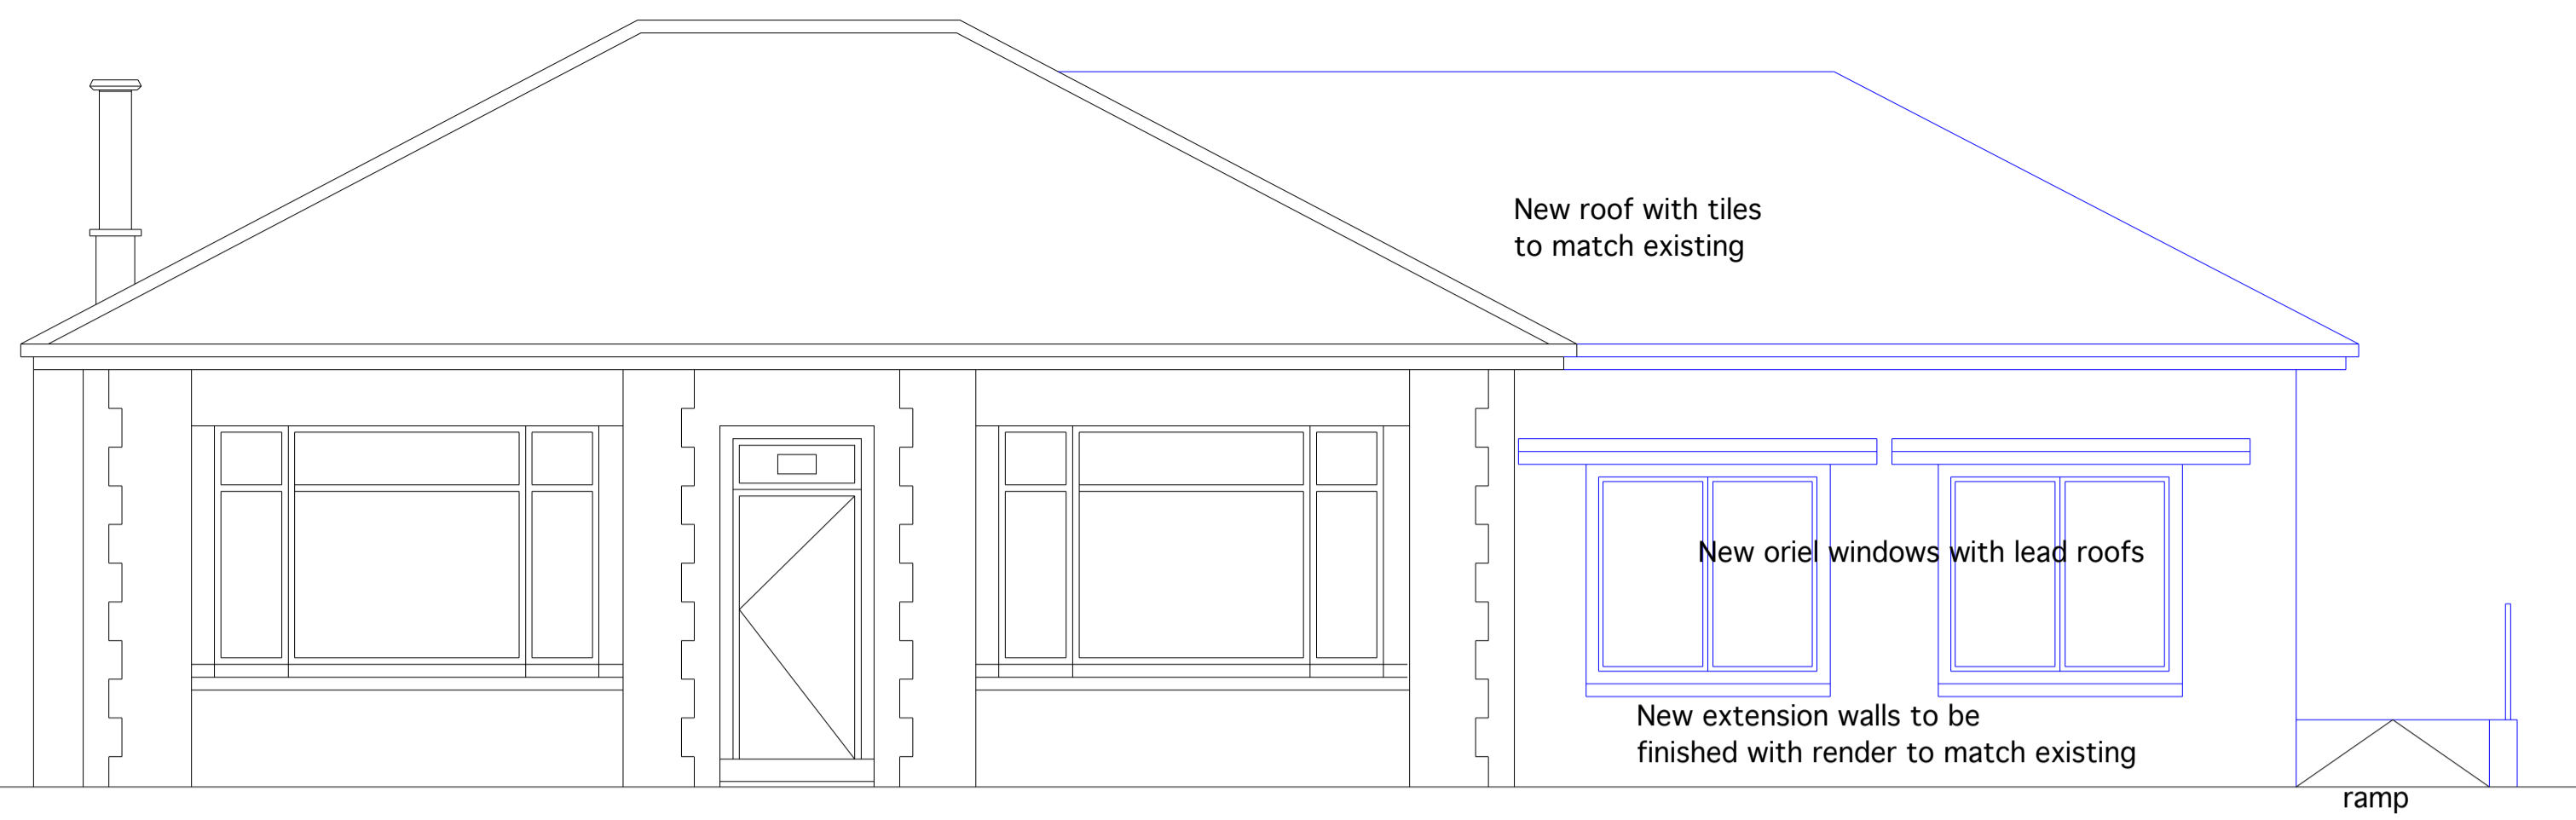 New roof with tiles
to match existing
New oriel windows with lead roofs
New extension walls to be
finished with render to match existing
ramp